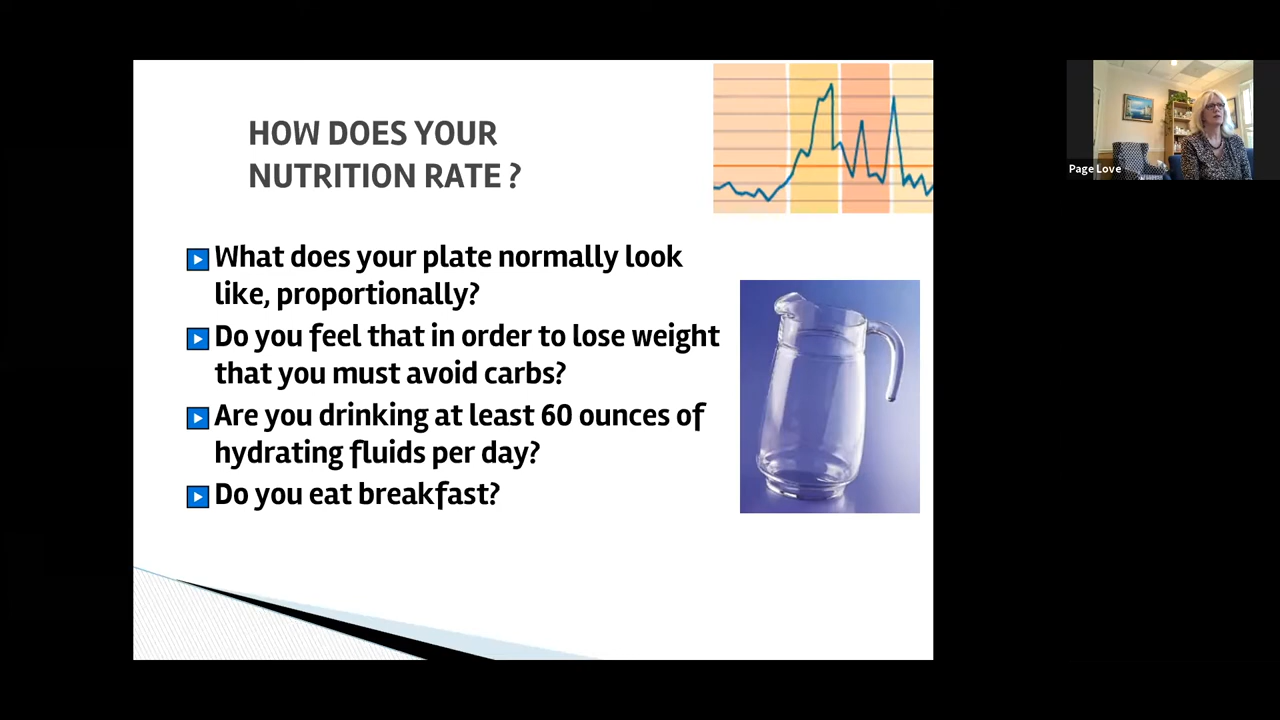 HOW DOES YOUR
NUTRITION RATE ?
What does your plate normally look
like, proportionally?
Do you feel that in order to lose weight
that you must avoid carbs?
Are you drinking at least 60 ounces of
hydrating fluids per day?
Do you eat breakfast?
Page Love